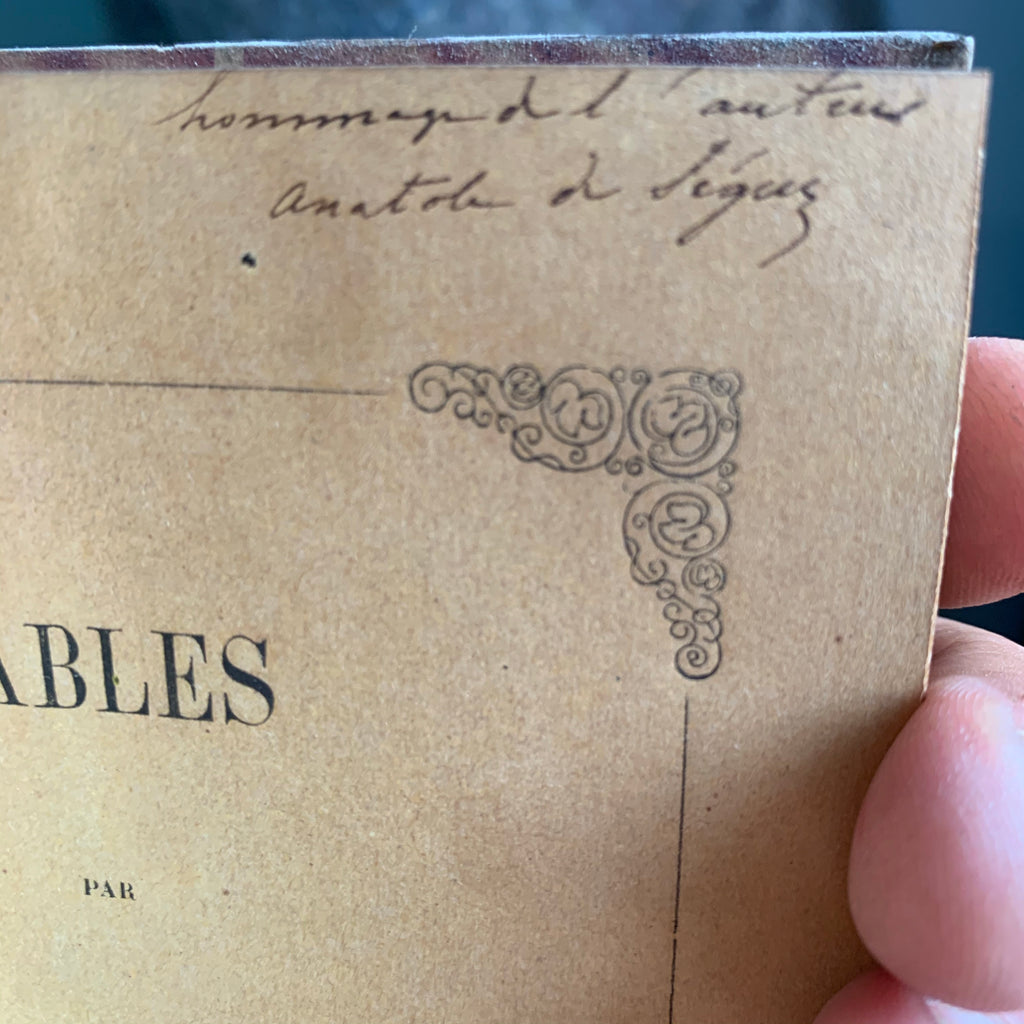 hommage de l'auteur
Anatole de Ségur
ABLES
PAR